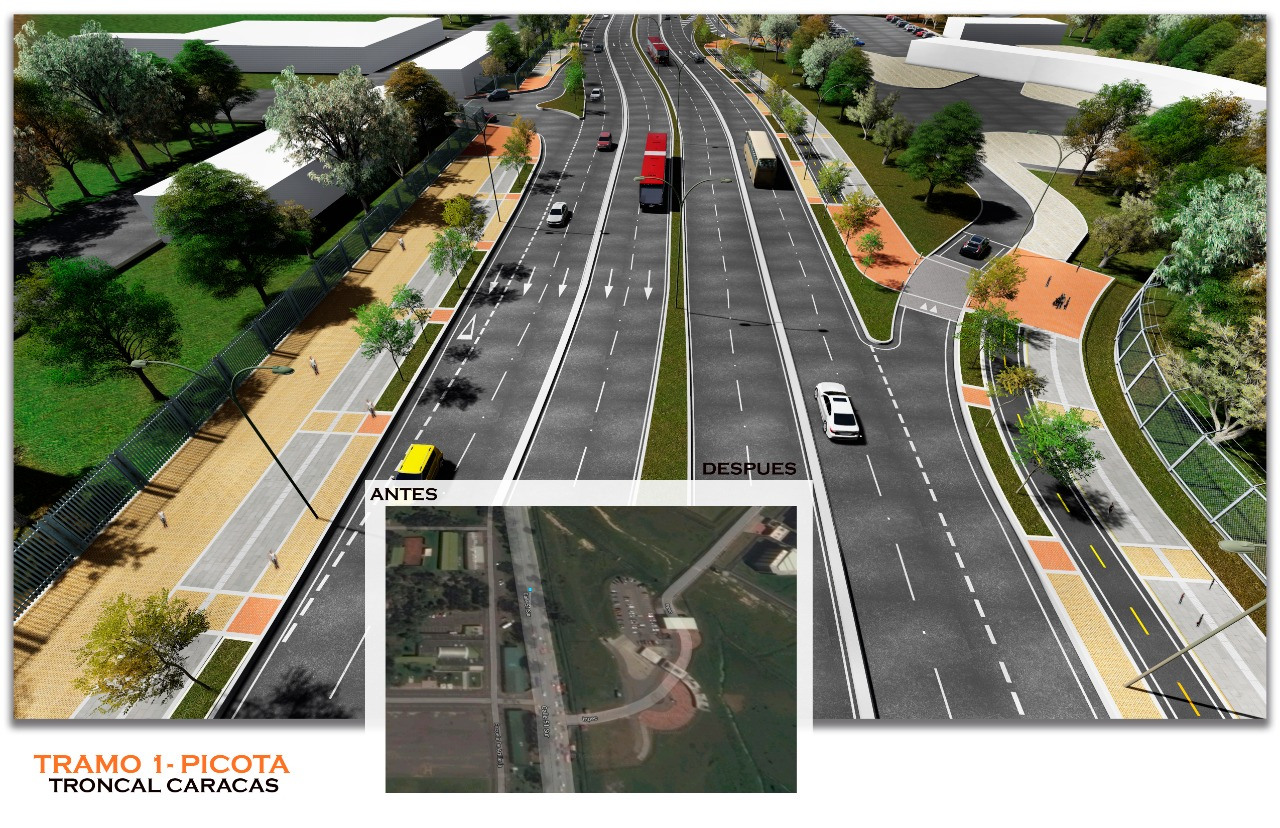 DESPUES
ANTES
TRAMO 1- PICOTA
TRONCAL CARACAS